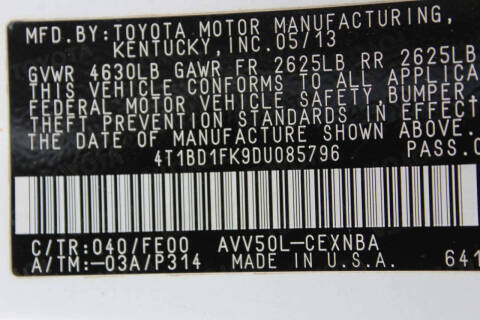 MFD.BY:TOYOTA MOTOR MANUFACTURING,
KENTUCKY,INC.05/13
GVWR 4630LB GAWR FR 2625LB RR 2625LB
THIS VEHICLE CONFORMS TO ALL APPLICA
FEDERAL MOTOR VEHICLE SAFETY,BUMPER,
THEFT PREVENTION STANDARDS IN EFFECT
THE DATE OF MANUFACTURE SHOWN ABOVE.
4T1BD1FK9DU085796 PASS.C
C/TR:040/FE00 AVV50L-CEXNBA
A/TM:-03A/P314 MADE IN U.S.A. 641